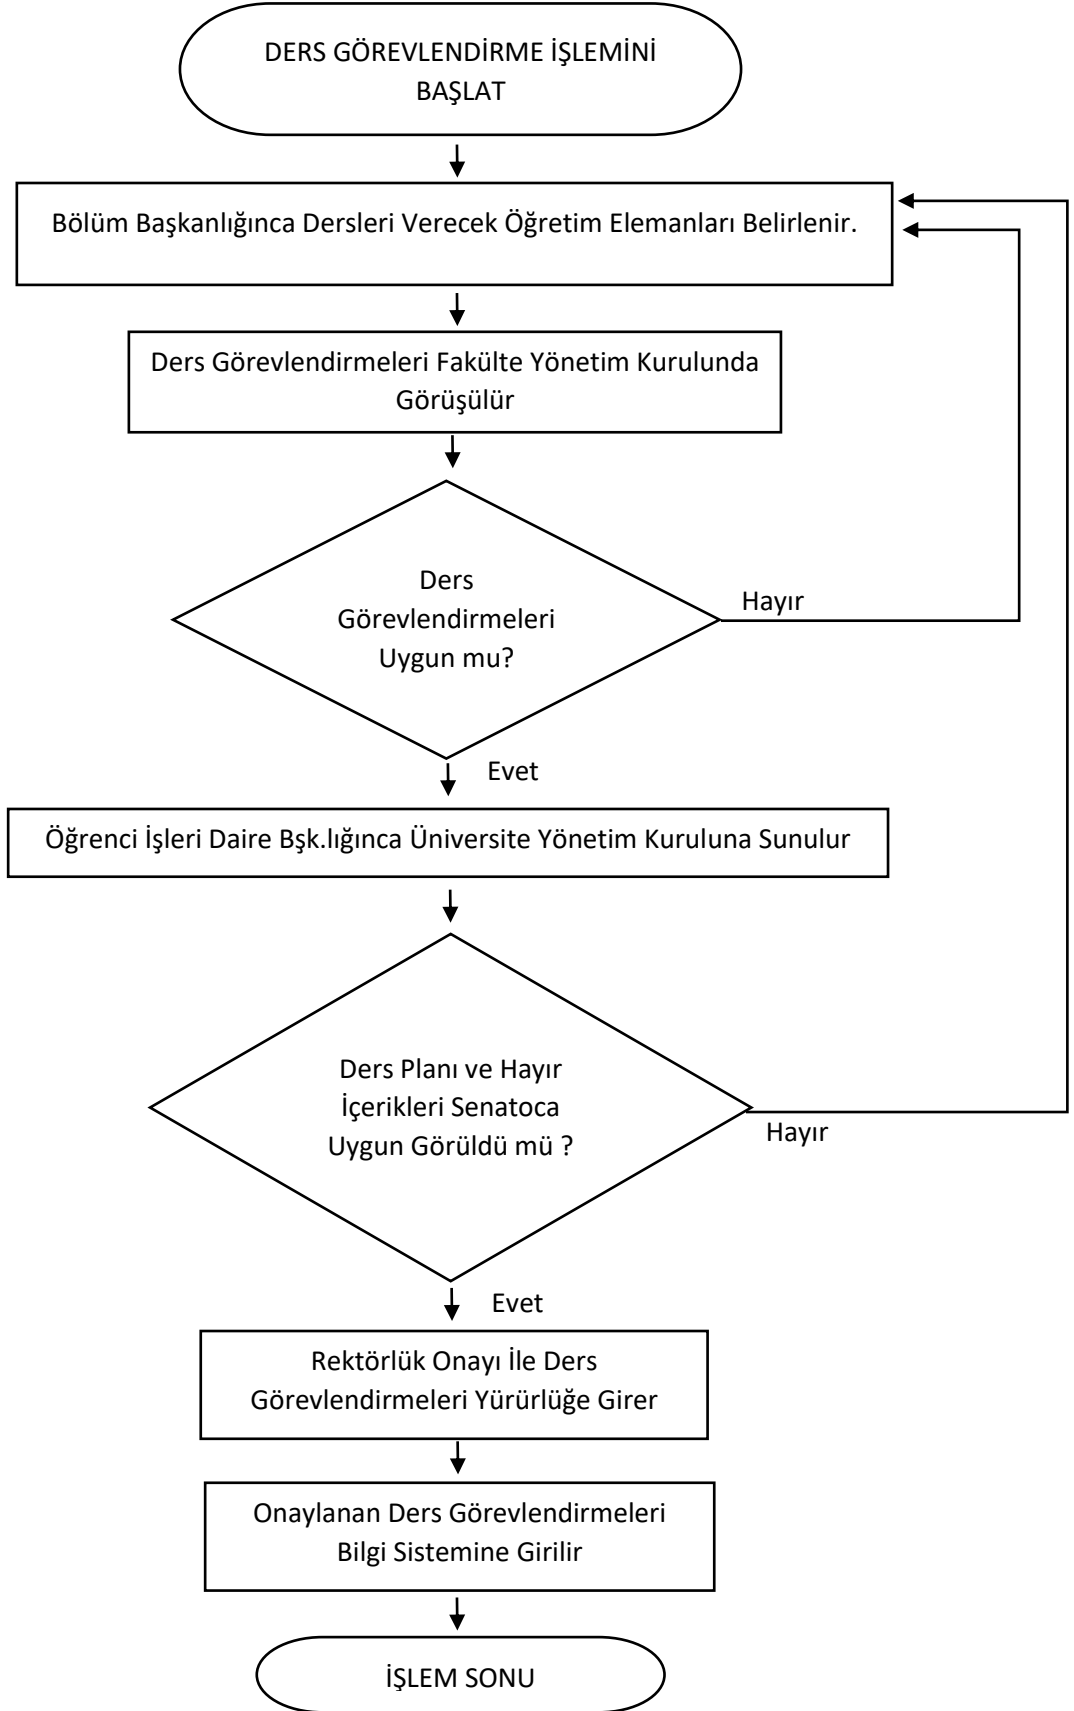 DERS GÖREVLENDİRME İŞLEMİNİ
BAŞLAT
Bölüm Başkanlığınca Dersleri Verecek Öğretim Elemanları Belirlenir.
Ders Görevlendirmeleri Fakülte Yönetim Kurulunda
Görüşülür
Ders
Görevlendirmeleri
Uygun mu?
Hayır
Evet
Öğrenci İşleri Daire Bşk.lığınca Üniversite Yönetim Kuruluna Sunulur
Ders Planı ve Hayır
İçerikleri Senatoca
Uygun Görüldü mü ?
Hayır
Evet
Rektörlük Onayı İle Ders
Görevlendirmeleri Yürürlüğe Girer
Onaylanan Ders Görevlendirmeleri
Bilgi Sistemine Girilir
İŞLEM SONU